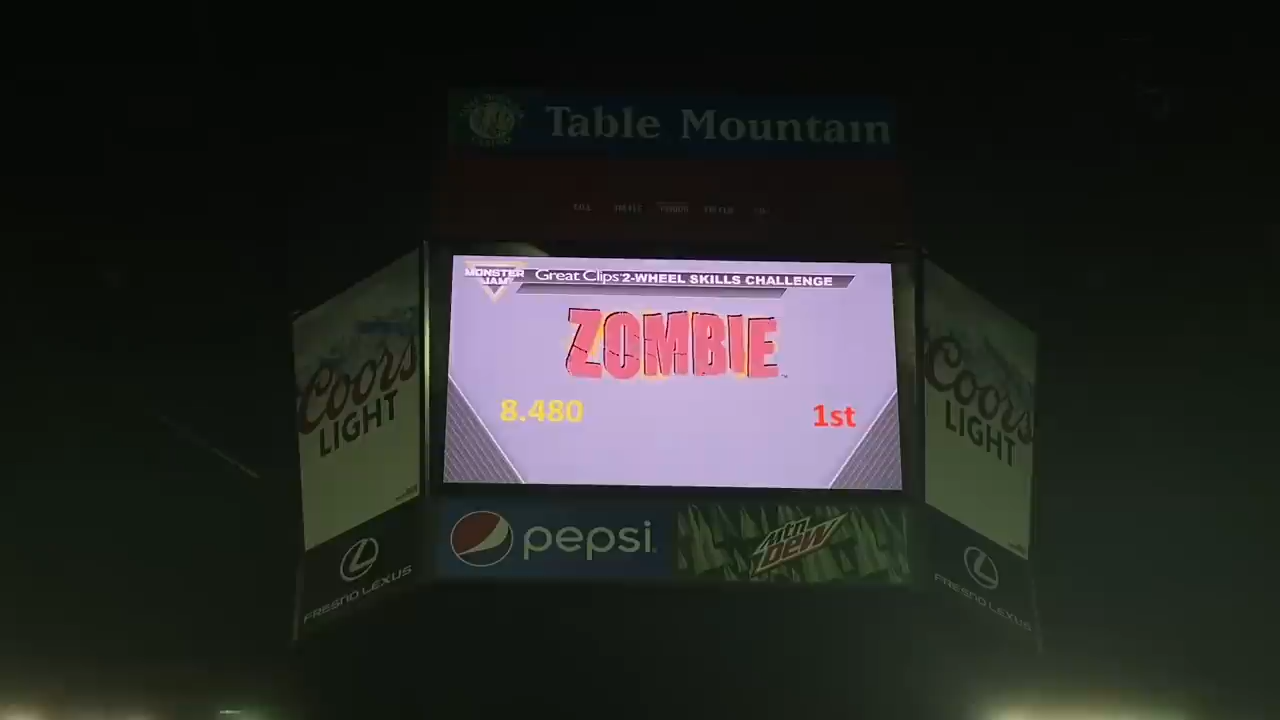 Table Mountain
MONSTER JAM
Great Clips 2-WHEEL SKILLS CHALLENGE
ZOMBIE™
8.480
1st
Coors
LIGHT
Coors
LIGHT
pepsi
mtn
dew
FRESNO LEXUS
FRESNO LEXUS